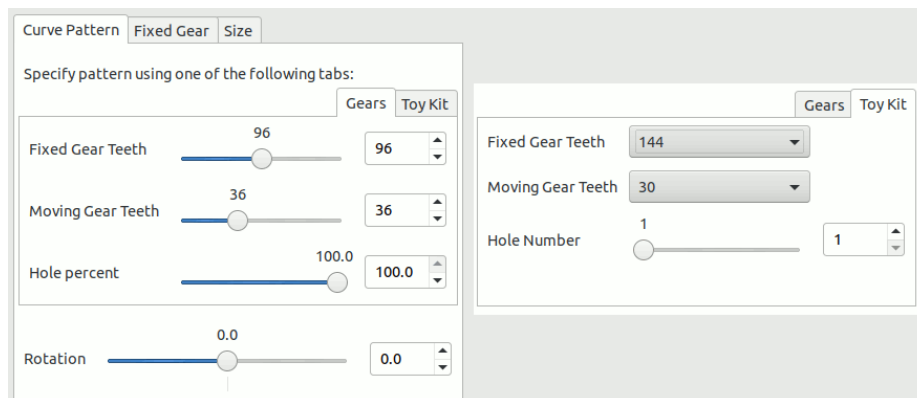 Curve Pattern Fixed Gear Size
Specify pattern using one of the following tabs:
Gears Toy Kit
96
Fixed Gear Teeth 96
36
Moving Gear Teeth 36
100.0
Hole percent 100.0
0.0
Rotation 0.0
Gears Toy Kit
Fixed Gear Teeth 144
Moving Gear Teeth 30
1
Hole Number 1